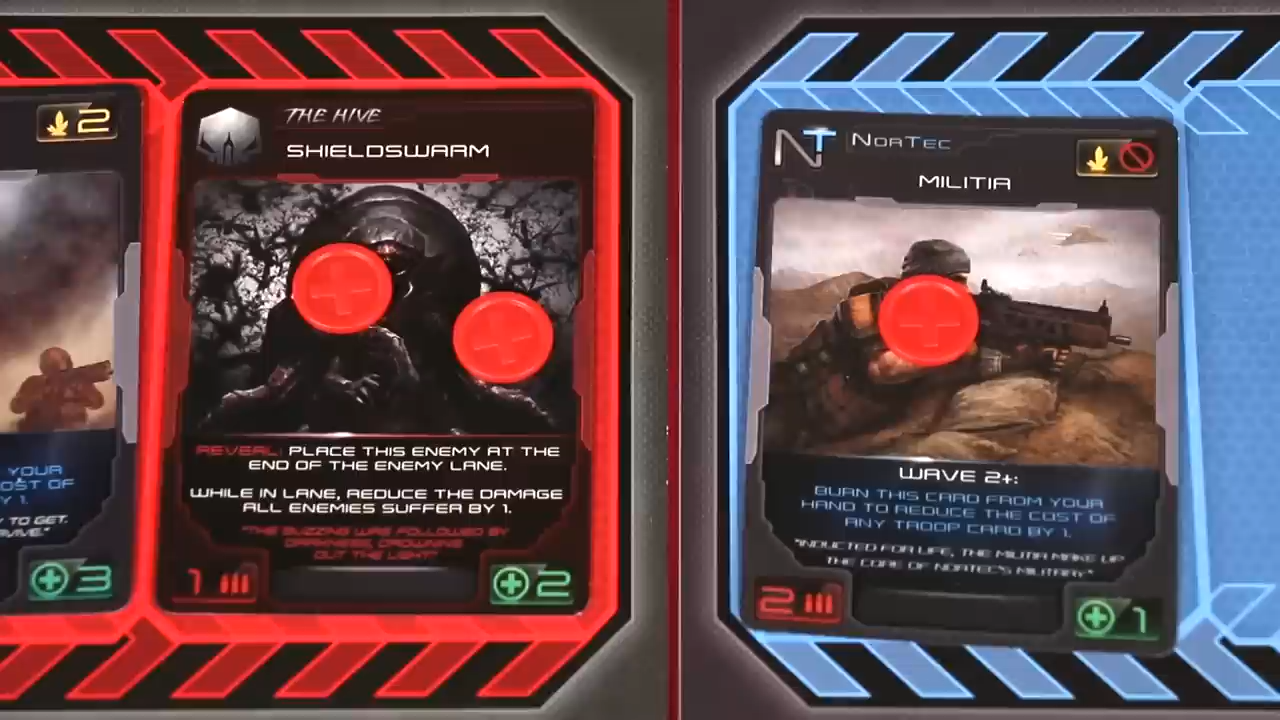 2
YOUR
OST OF
Y 1.
Y TO GET.
3
THE HIVE
SHIELDSWARM
REVEAL: PLACE THIS ENEMY AT THE
END OF THE ENEMY LANE.
WHILE IN LANE, REDUCE THE DAMAGE
ALL ENEMIES SUFFER BY 1.
"THE BUZZING WAS FOLLOWED BY
DARKNESS, DROWNING
OUT THE LIGHT"
1
2
NT
NORTEC
MILITIA
WAVE 2+:
BURN THIS CARD FROM YOUR
HAND TO REDUCE THE COST OF
ANY TROOP CARD BY 1.
"INDUCTED FOR LIFE, THE MILITIA MAKE UP
THE CORE OF NORTEC'S MILITARY"
2
1